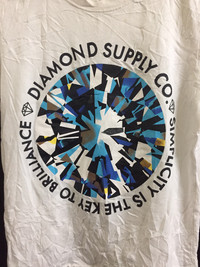 DIAMOND SUPPLY CO.
SIMPLICITY IS THE KEY TO BRILLIANCE